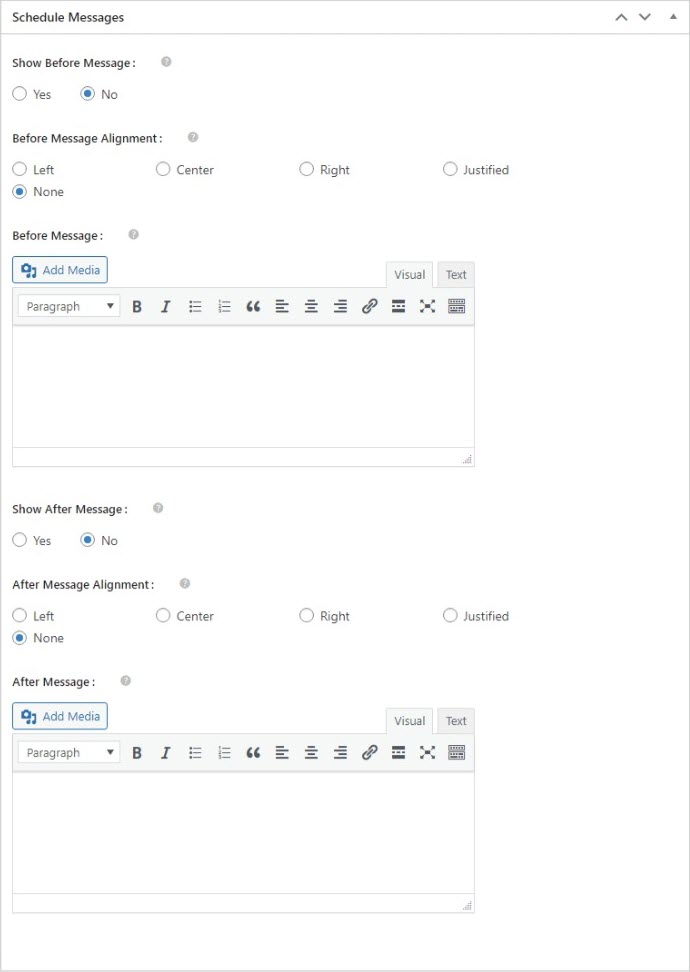 Schedule Messages
Show Before Message :
Yes No
Before Message Alignment :
Left Center Right Justified
None
Before Message :
Add Media
Visual Text
Paragraph B I
Show After Message :
Yes No
After Message Alignment :
Left Center Right Justified
None
After Message :
Add Media
Visual Text
Paragraph B I